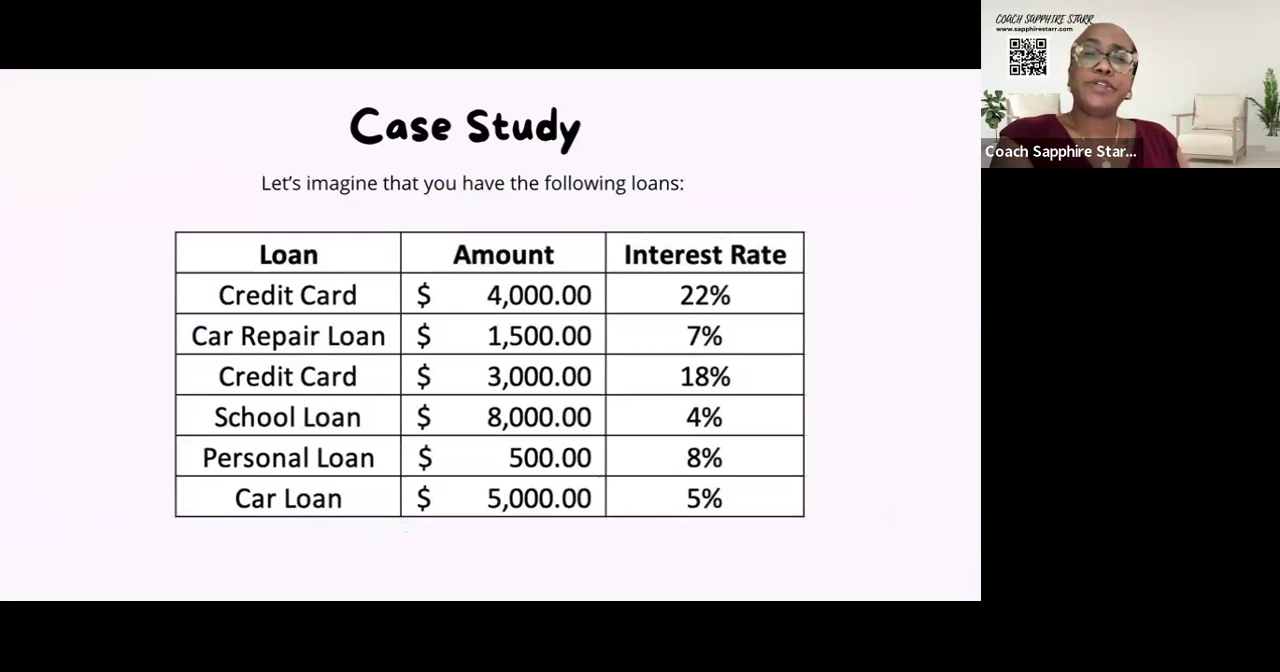 Case Study
Let’s imagine that you have the following loans:
Loan Amount Interest Rate
Credit Card $ 4,000.00 22%
Car Repair Loan $ 1,500.00 7%
Credit Card $ 3,000.00 18%
School Loan $ 8,000.00 4%
Personal Loan $ 500.00 8%
Car Loan $ 5,000.00 5%
COACH SAPPHIRE STARR
www.sapphirestarr.com
Coach Sapphire Star...